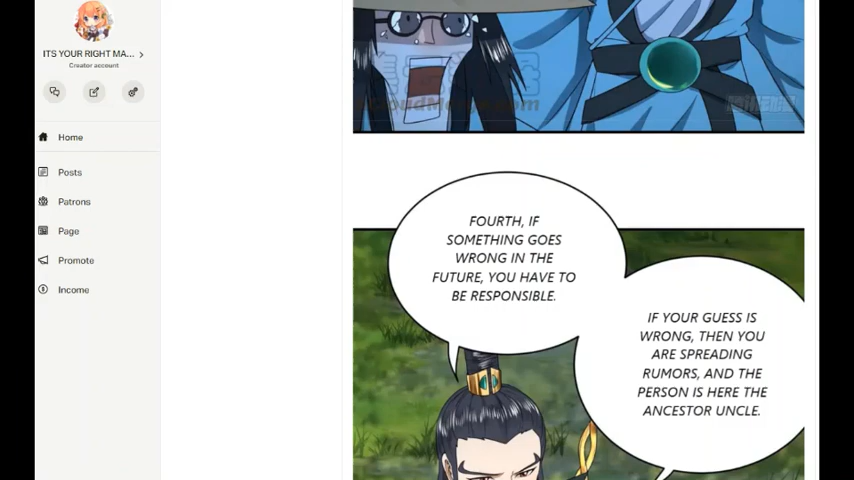 ITS YOUR RIGHT MA...
Creator account
Home
Posts
Patrons
Page
Promote
Income
FOURTH, IF
SOMETHING GOES
WRONG IN THE
FUTURE, YOU HAVE TO
BE RESPONSIBLE.
IF YOUR GUESS IS
WRONG, THEN YOU
ARE SPREADING
RUMORS, AND THE
PERSON IS HERE THE
ANCESTOR UNCLE.